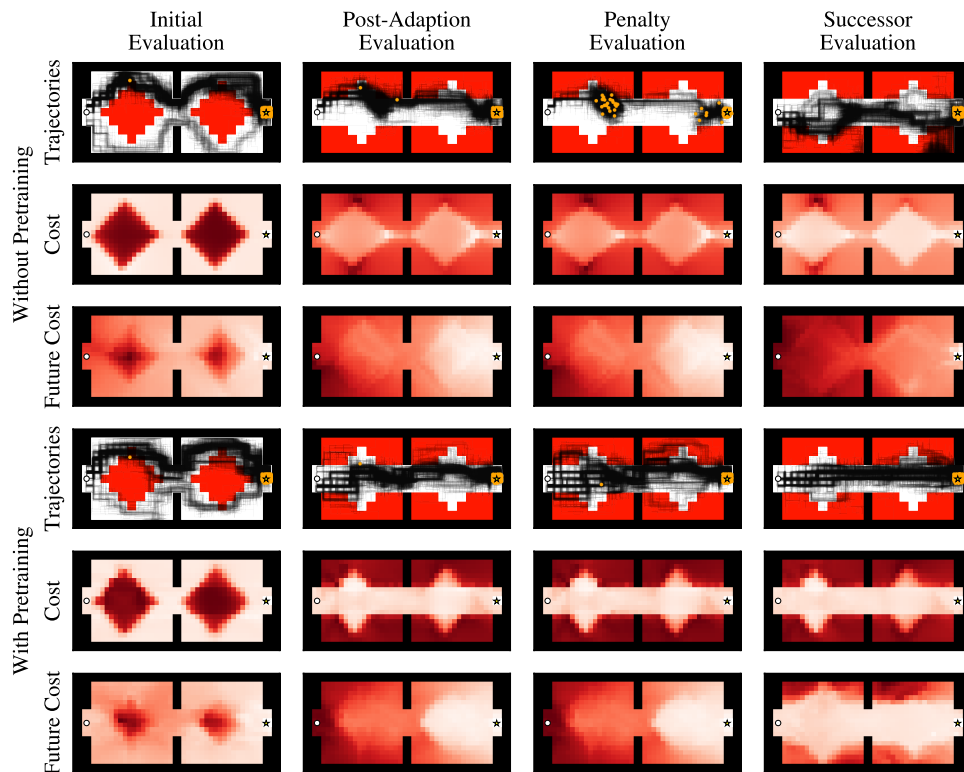 Initial
Evaluation
Post-Adaption
Evaluation
Penalty
Evaluation
Successor
Evaluation
Without Pretraining
Trajectories
Cost
Future Cost
With Pretraining
Trajectories
Cost
Future Cost